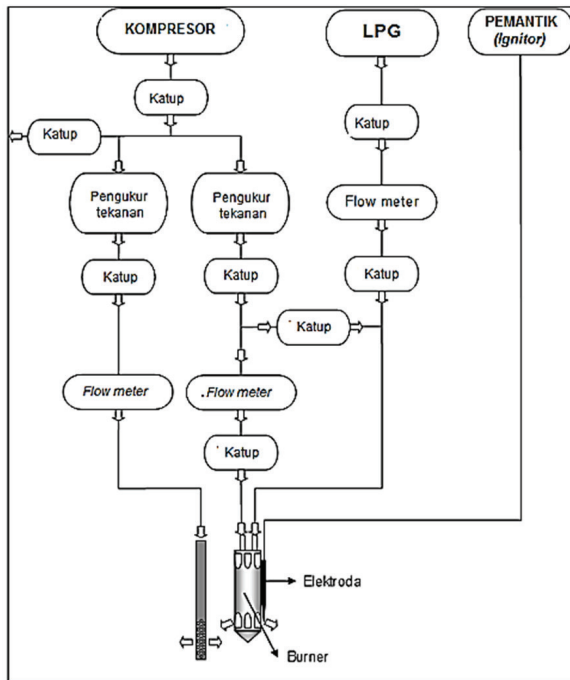 KOMPRESOR
LPG
PEMANTIK
(Ignitor)
Katup
Katup
Katup
Pengukur
tekanan
Pengukur
tekanan
Flow meter
Katup
Katup
Katup
Katup
Flow meter
.Flow meter
Katup
Elektroda
Burner